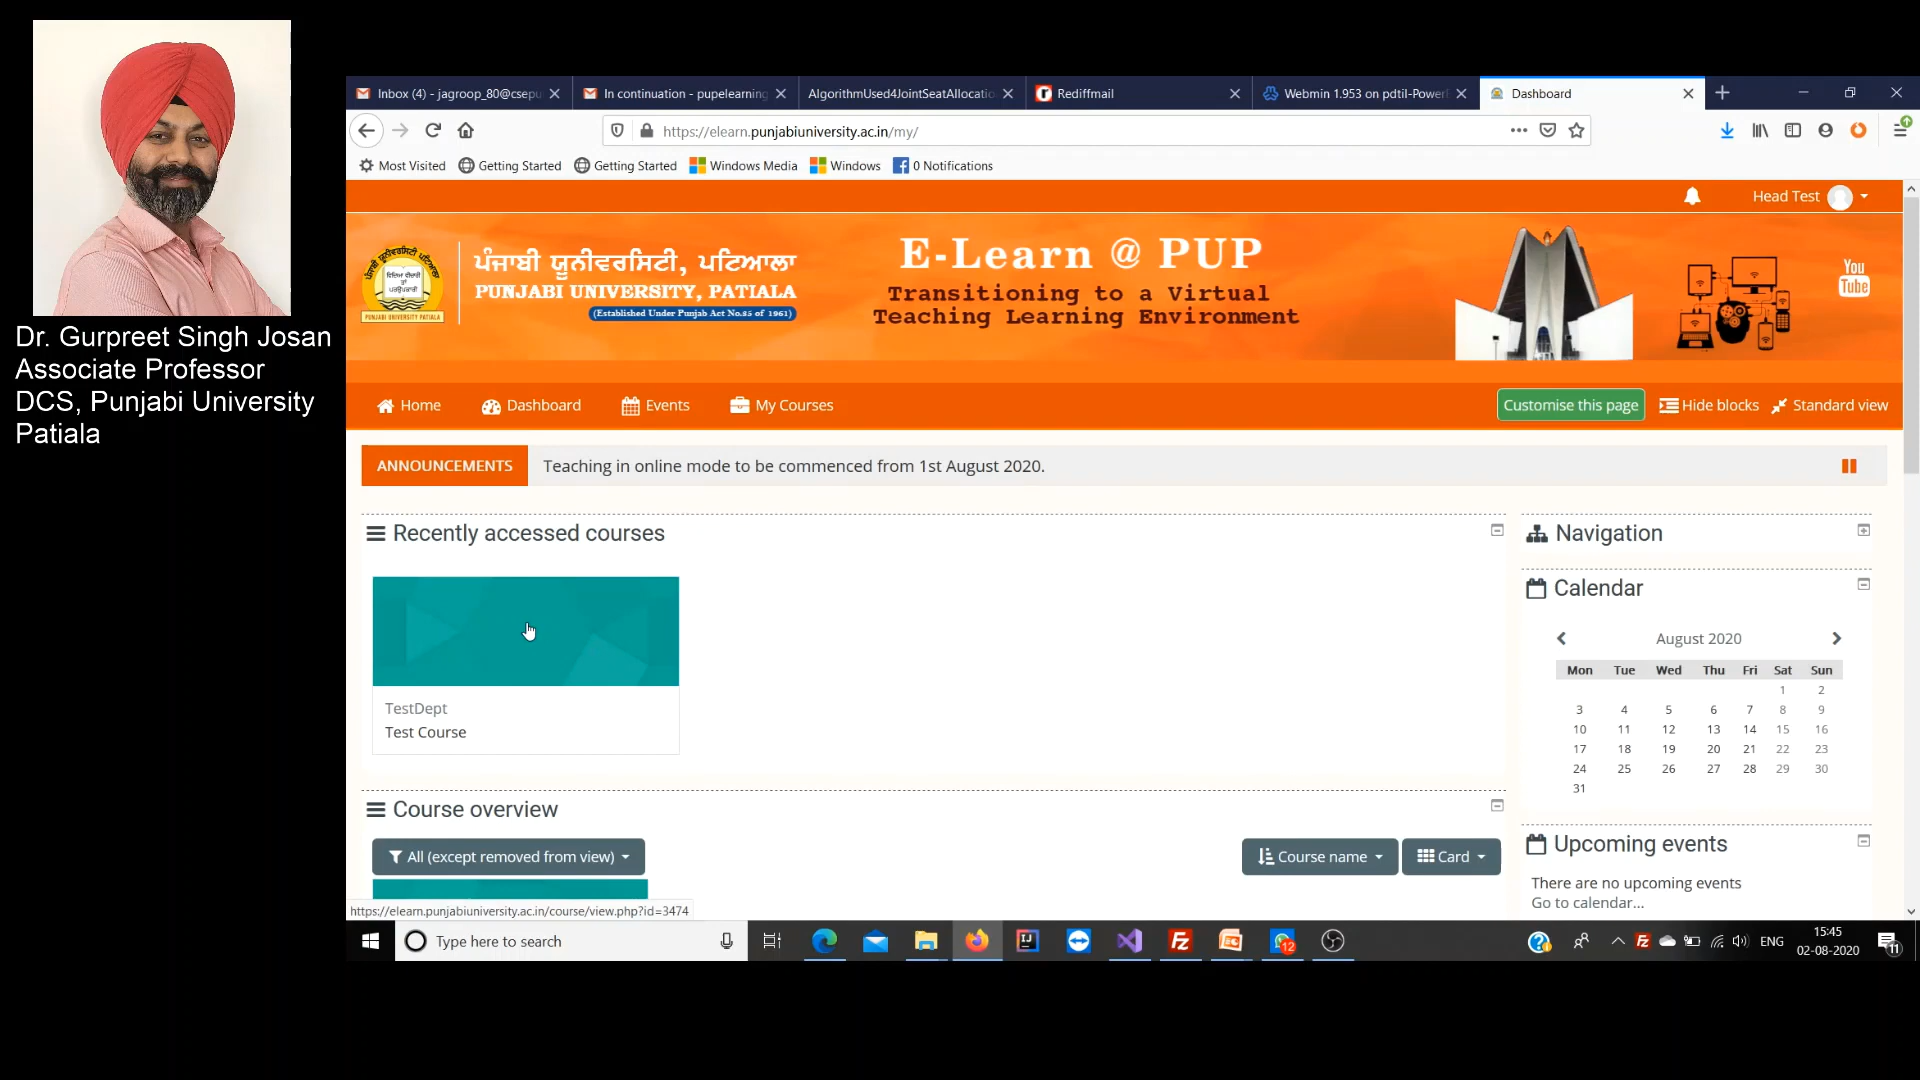 Dr. Gurpreet Singh Josan
Associate Professor
DCS, Punjabi University
Patiala
Inbox (4) - jagroop_80@csepu
In continuation - pupelearning
AlgorithmUsed4JointSeatAllocatio
Rediffmail
Webmin 1.953 on pdtil-PowerE
Dashboard
https://elearn.punjabiuniversity.ac.in/my/
Most Visited
Getting Started
Getting Started
Windows Media
Windows
0 Notifications
Head Test
ਪੰਜਾਬੀ ਯੂਨੀਵਰਸਿਟੀ, ਪਟਿਆਲਾ
PUNJABI UNIVERSITY, PATIALA
(Established Under Punjab Act No.35 of 1961)
PUNJABI UNIVERSITY PATIALA
E-Learn @ PUP
Transitioning to a Virtual
Teaching Learning Environment
You
Tube
Home
Dashboard
Events
My Courses
Customise this page
Hide blocks
Standard view
ANNOUNCEMENTS
Teaching in online mode to be commenced from 1st August 2020.
Recently accessed courses
TestDept
Test Course
Course overview
All (except removed from view)
Course name
Card
https://elearn.punjabiuniversity.ac.in/course/view.php?id=3474
Navigation
Calendar
August 2020
Mon Tue Wed Thu Fri Sat Sun
1 2
3 4 5 6 7 8 9
10 11 12 13 14 15 16
17 18 19 20 21 22 23
24 25 26 27 28 29 30
31
Upcoming events
There are no upcoming events
Go to calendar...
Type here to search
12
ENG
15:45
02-08-2020
11